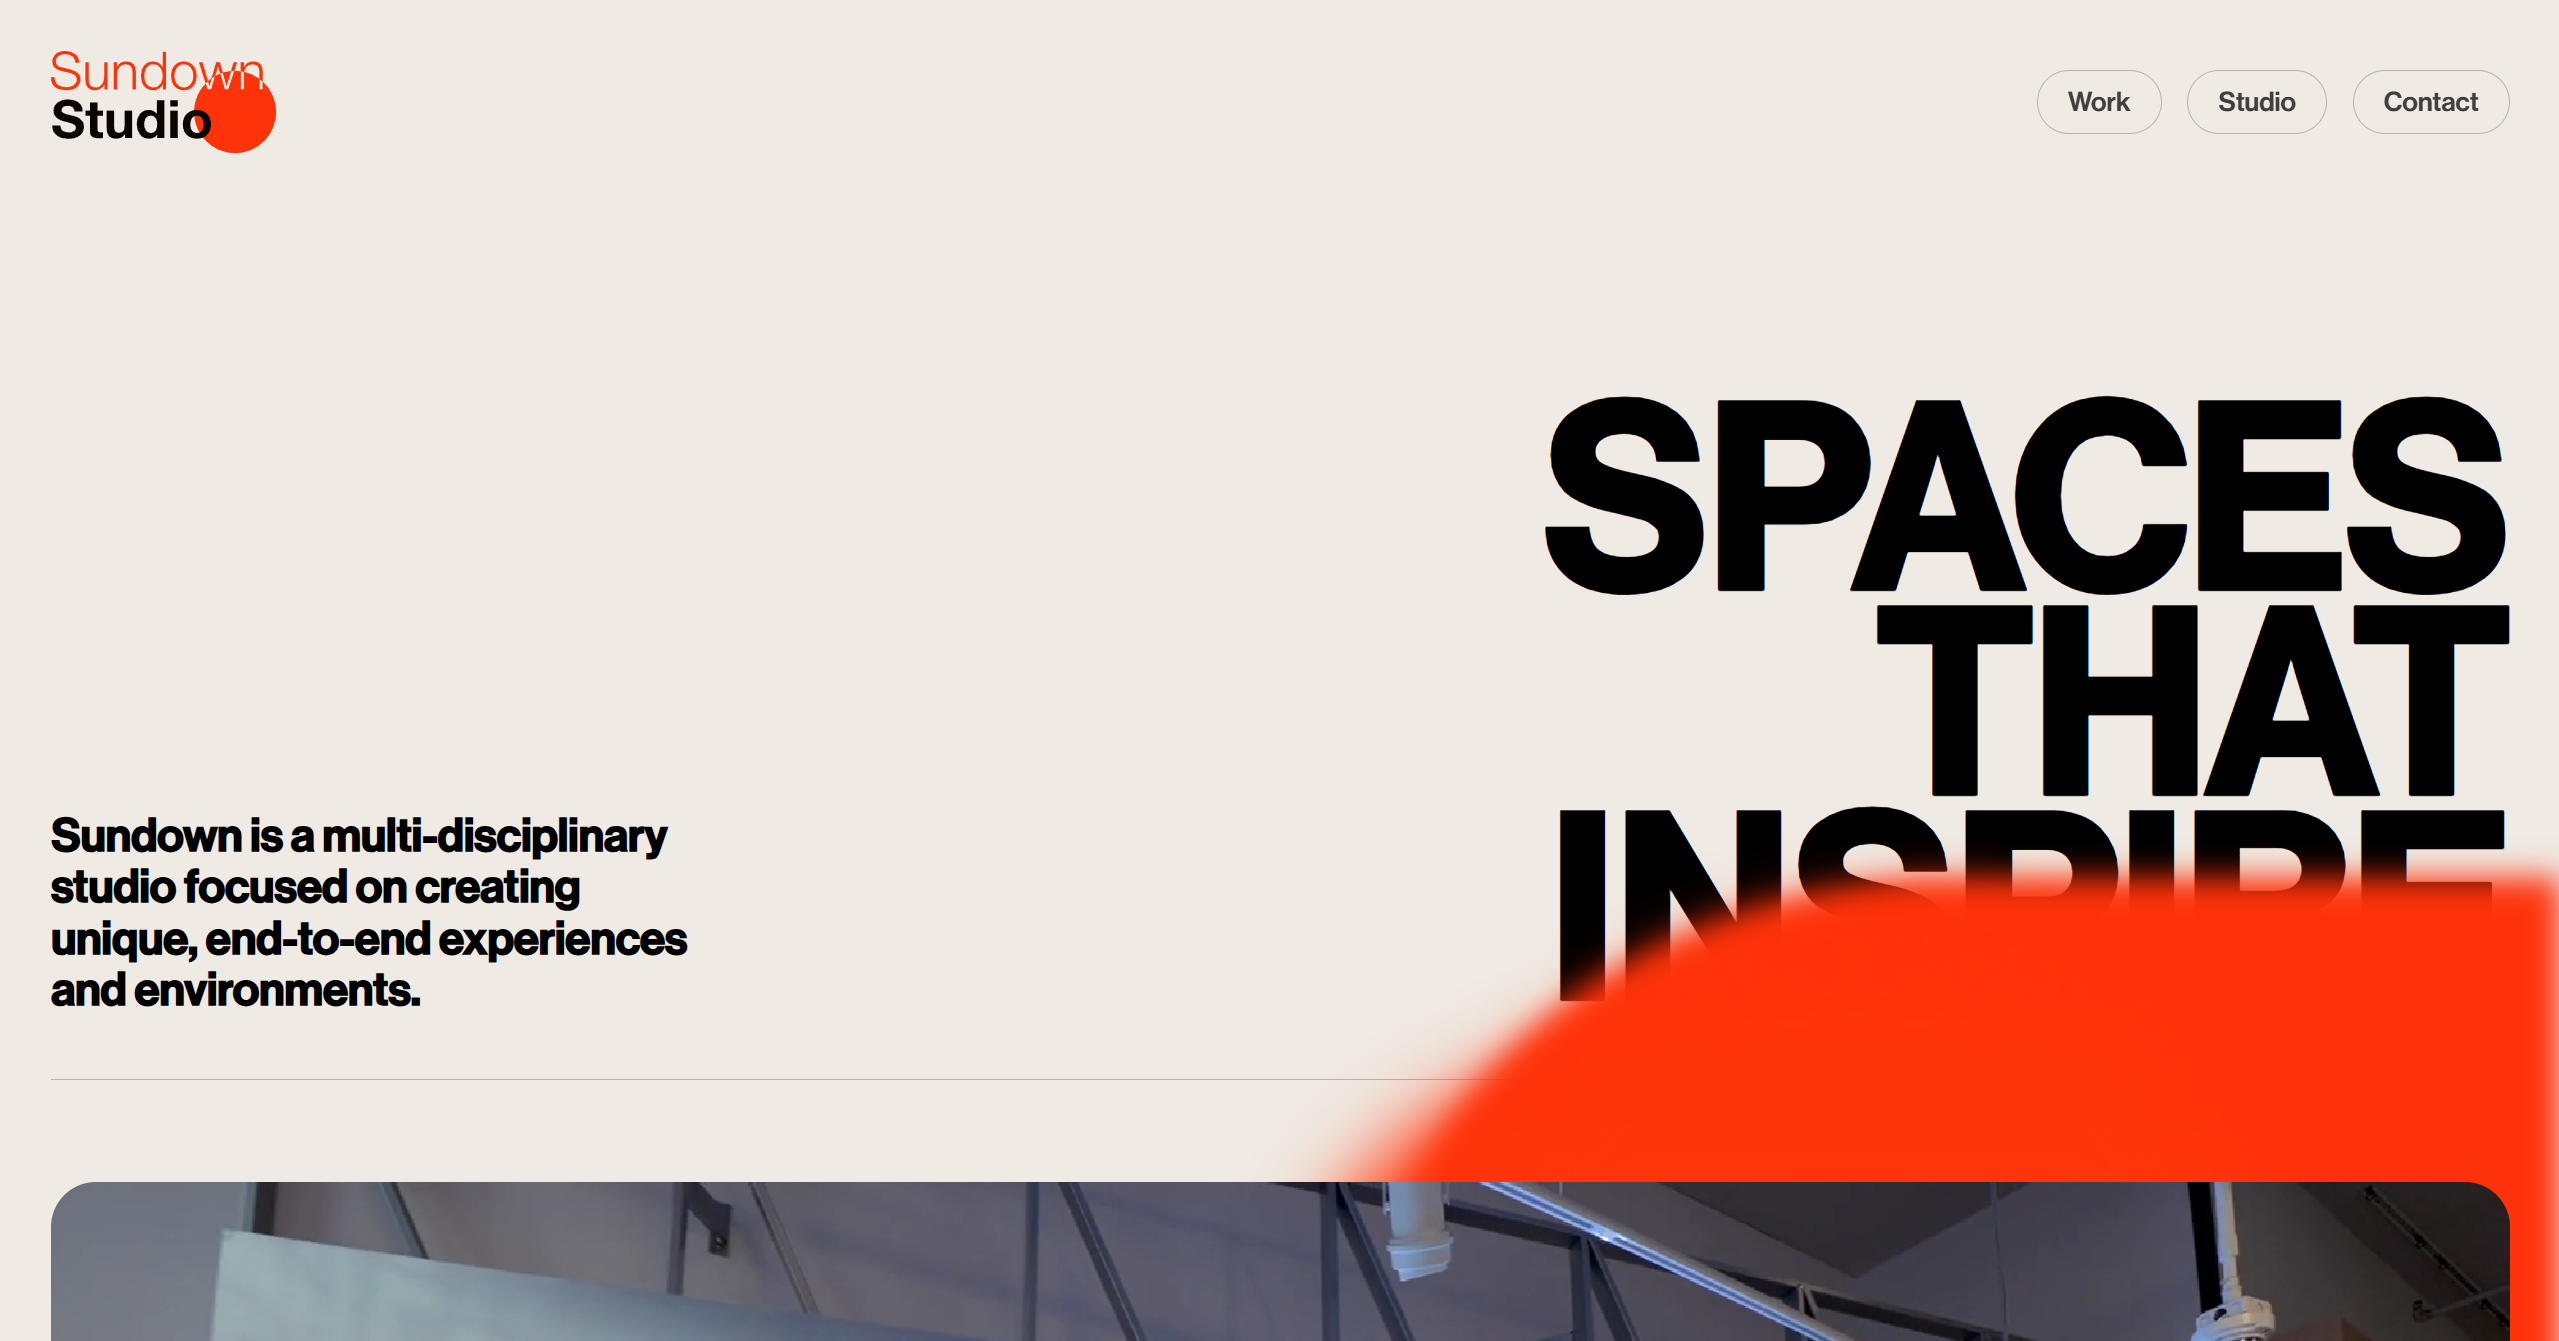 Sundown
Studio
Work
Studio
Contact
SPACES
THAT
INSPIRE
Sundown is a multi-disciplinary
studio focused on creating
unique, end-to-end experiences
and environments.